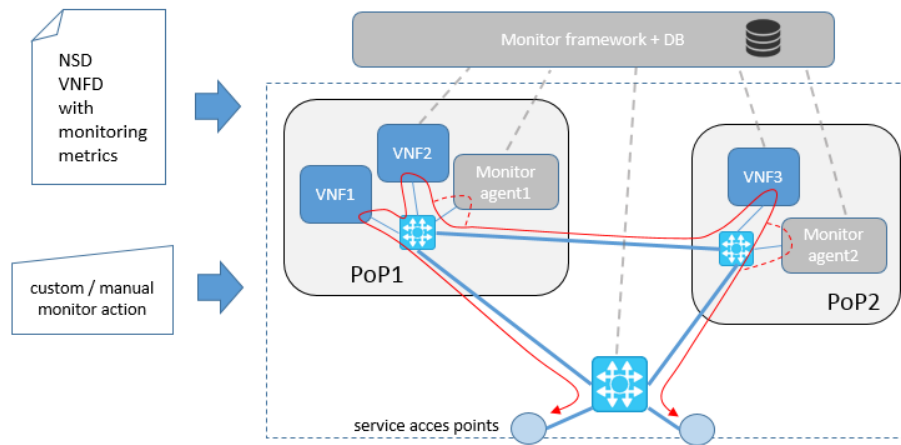 NSD
VNFD
with
monitoring
metrics
Monitor framework + DB
VNF2
VNF1
Monitor
agent1
VNF3
Monitor
agent2
PoP1
PoP2
custom / manual
monitor action
service acces points